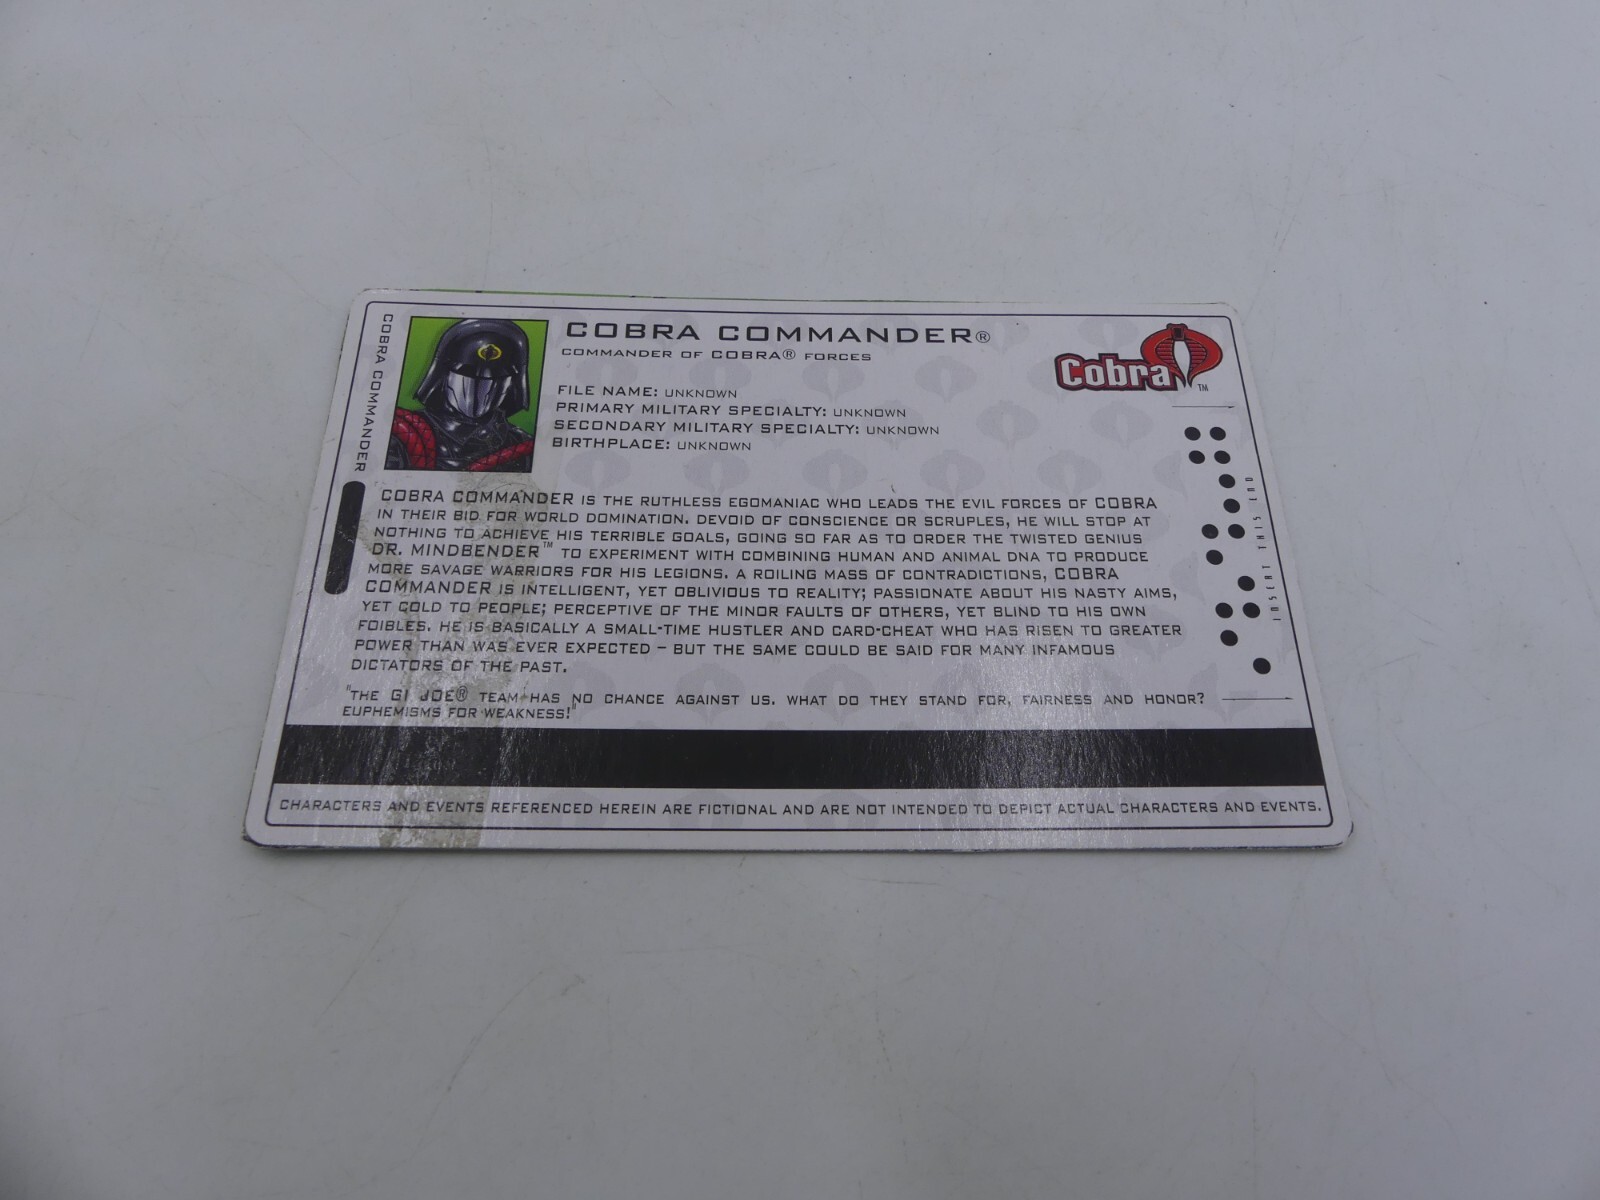 COBRA COMMANDER
COBRA COMMANDER®
COMMANDER OF COBRA® FORCES
Cobra™
FILE NAME: UNKNOWN
PRIMARY MILITARY SPECIALTY: UNKNOWN
SECONDARY MILITARY SPECIALTY: UNKNOWN
BIRTHPLACE: UNKNOWN
COBRA COMMANDER IS THE RUTHLESS EGOMANIAC WHO LEADS THE EVIL FORCES OF COBRA
IN THEIR BID FOR WORLD DOMINATION. DEVOID OF CONSCIENCE OR SCRUPLES, HE WILL STOP AT
NOTHING TO ACHIEVE HIS TERRIBLE GOALS, GOING SO FAR AS TO ORDER THE TWISTED GENIUS
DR. MINDBENDER™ TO EXPERIMENT WITH COMBINING HUMAN AND ANIMAL DNA TO PRODUCE
MORE SAVAGE WARRIORS FOR HIS LEGIONS. A ROILING MASS OF CONTRADICTIONS, COBRA
COMMANDER IS INTELLIGENT, YET OBLIVIOUS TO REALITY; PASSIONATE ABOUT HIS NASTY AIMS,
YET COLD TO PEOPLE; PERCEPTIVE OF THE MINOR FAULTS OF OTHERS, YET BLIND TO HIS OWN
FOIBLES. HE IS BASICALLY A SMALL-TIME HUSTLER AND CARD-CHEAT WHO HAS RISEN TO GREATER
POWER THAN WAS EVER EXPECTED – BUT THE SAME COULD BE SAID FOR MANY INFAMOUS
DICTATORS OF THE PAST.
"THE GI JOE® TEAM HAS NO CHANCE AGAINST US. WHAT DO THEY STAND FOR, FAIRNESS AND HONOR?
EUPHEMISMS FOR WEAKNESS!"
INSERT THIS END
CHARACTERS AND EVENTS REFERENCED HEREIN ARE FICTIONAL AND ARE NOT INTENDED TO DEPICT ACTUAL CHARACTERS AND EVENTS.